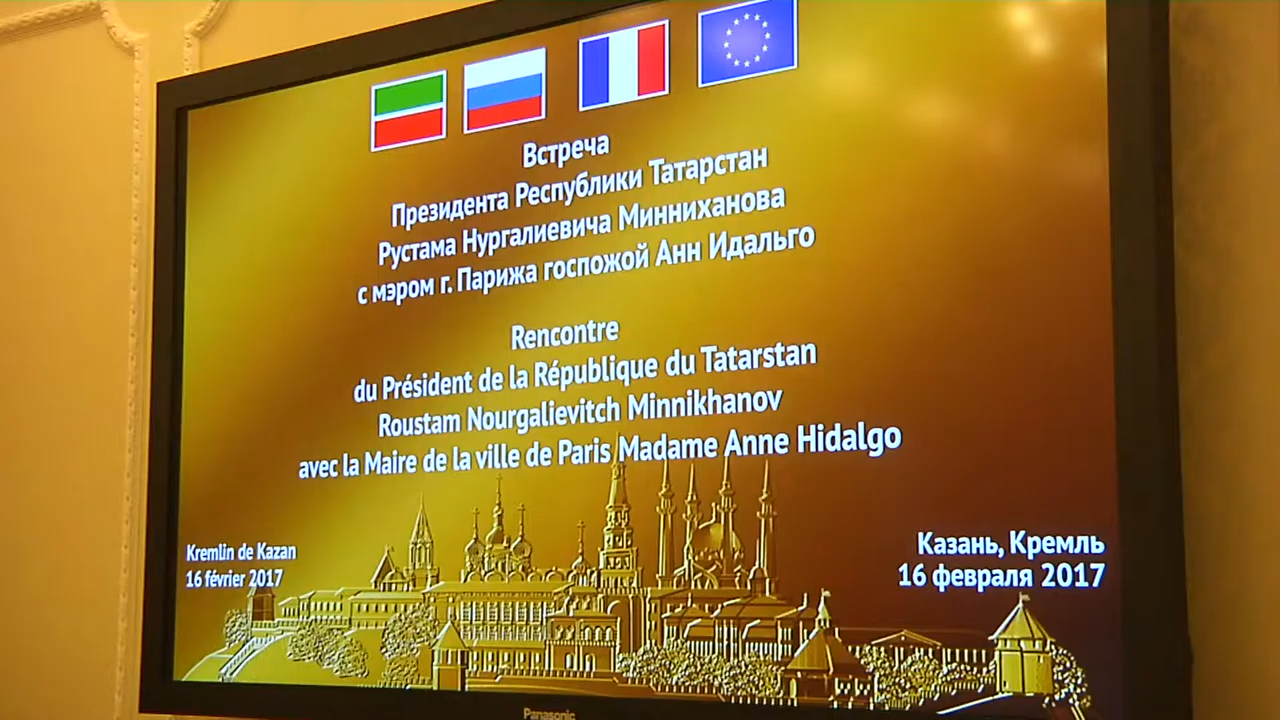 Встреча
Президента Республики Татарстан
Рустама Нургалиевича Минниханова
с мэром г. Парижа госпожой Анн Идальго
Rencontre
du Président de la République du Tatarstan
Roustam Nourgalievitch Minnikhanov
avec la Maire de la ville de Paris Madame Anne Hidalgo
Kremlin de Kazan
16 février 2017
Казань, Кремль
16 февраля 2017
Panasonic